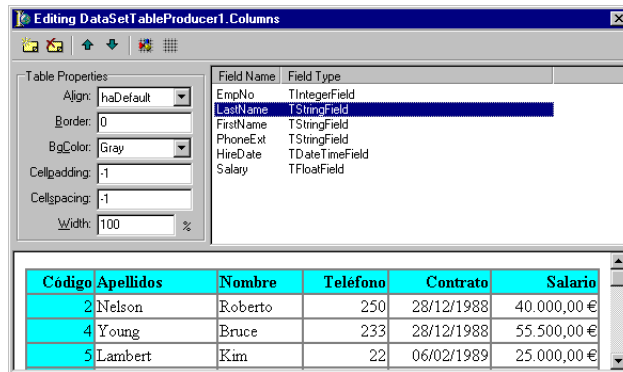 Editing DataSetTableProducer1.Columns
Table Properties
Align: haDefault
Border: 0
BgColor: Gray
Cellpadding: -1
Cellspacing: -1
Width: 100 %
Field Name Field Type
EmpNo TIntegerField
LastName TStringField
FirstName TStringField
PhoneExt TStringField
HireDate TDateTimeField
Salary TFloatField
Código Apellidos Nombre Teléfono Contrato Salario
2 Nelson Roberto 250 28/12/1988 40.000,00 €
4 Young Bruce 233 28/12/1988 55.500,00 €
5 Lambert Kim 22 06/02/1989 25.000,00 €